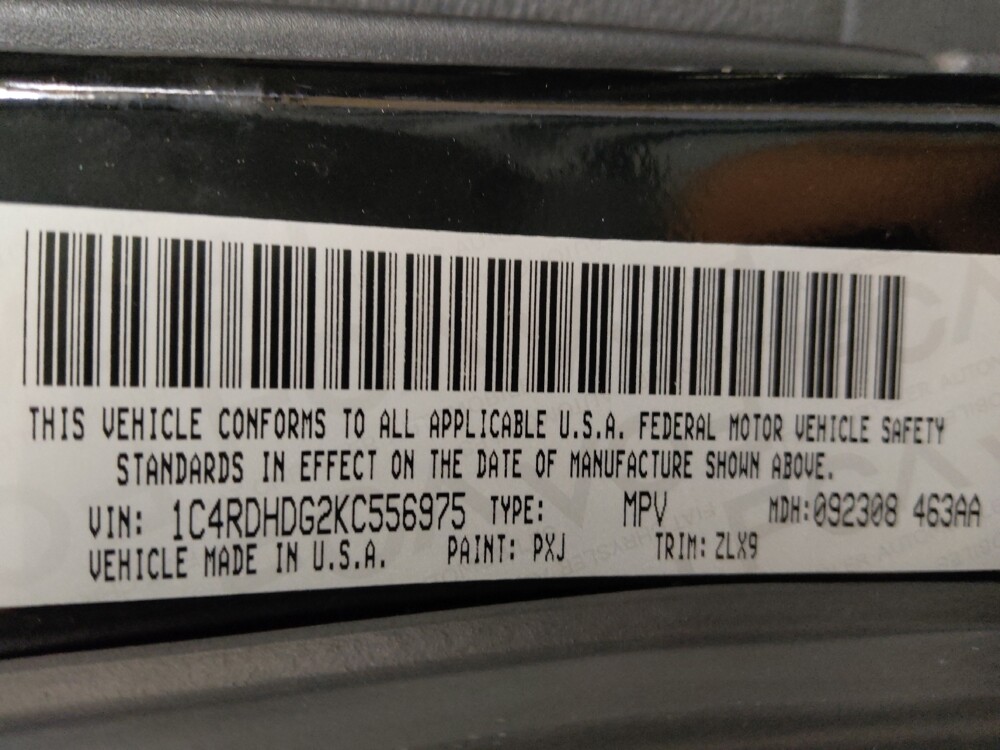 THIS VEHICLE CONFORMS TO ALL APPLICABLE U.S.A. FEDERAL MOTOR VEHICLE SAFETY
STANDARDS IN EFFECT ON THE DATE OF MANUFACTURE SHOWN ABOVE.
VIN: 1C4RDHDG2KC556975 TYPE: MPV MDH:092308 463AA
VEHICLE MADE IN U.S.A. PAINT: PXJ TRIM: ZLX9